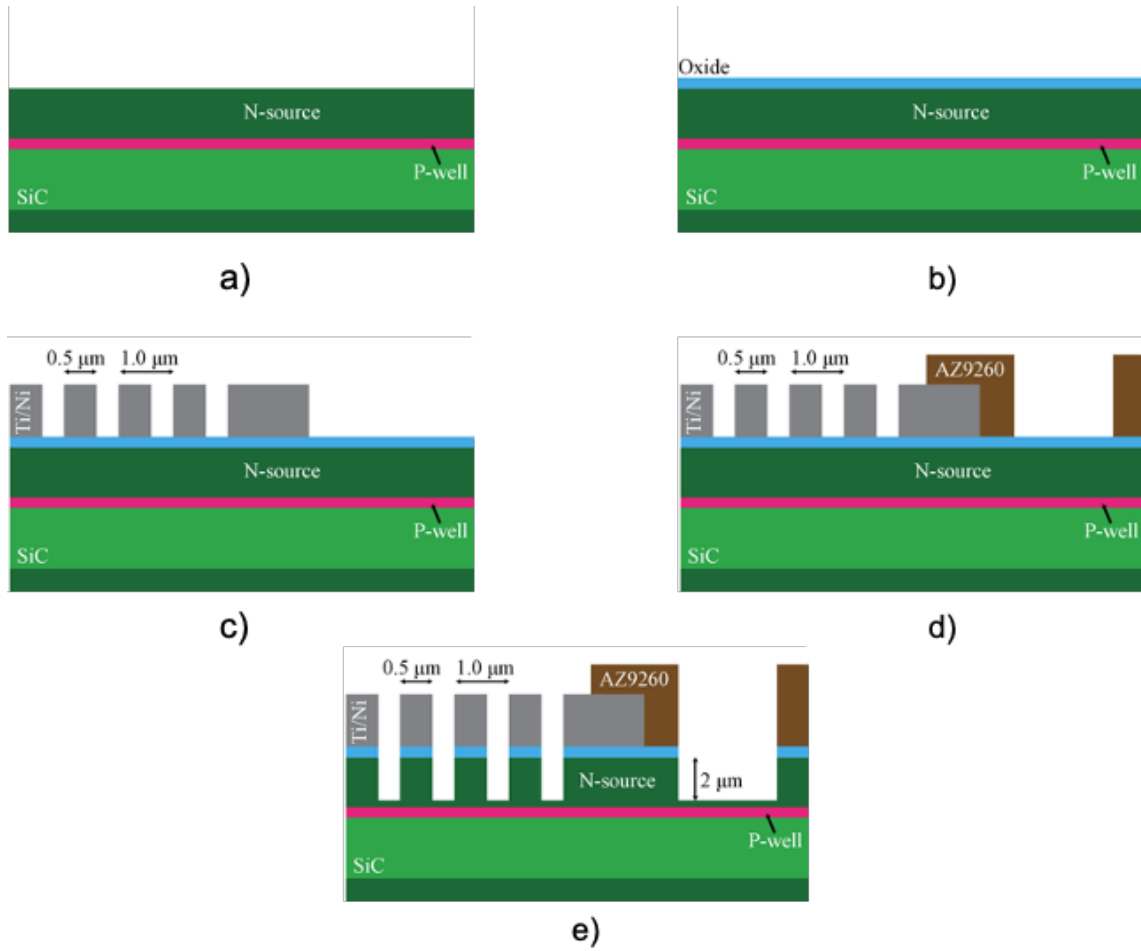 N-source
P-well
SiC
a)
Oxide
N-source
P-well
SiC
b)
0.5 μm 1.0 μm
Ti/Ni
N-source
P-well
SiC
c)
0.5 μm 1.0 μm
AZ9260
Ti/Ni
N-source
P-well
SiC
d)
0.5 μm 1.0 μm
AZ9260
Ti/Ni
N-source 2 μm
P-well
SiC
e)